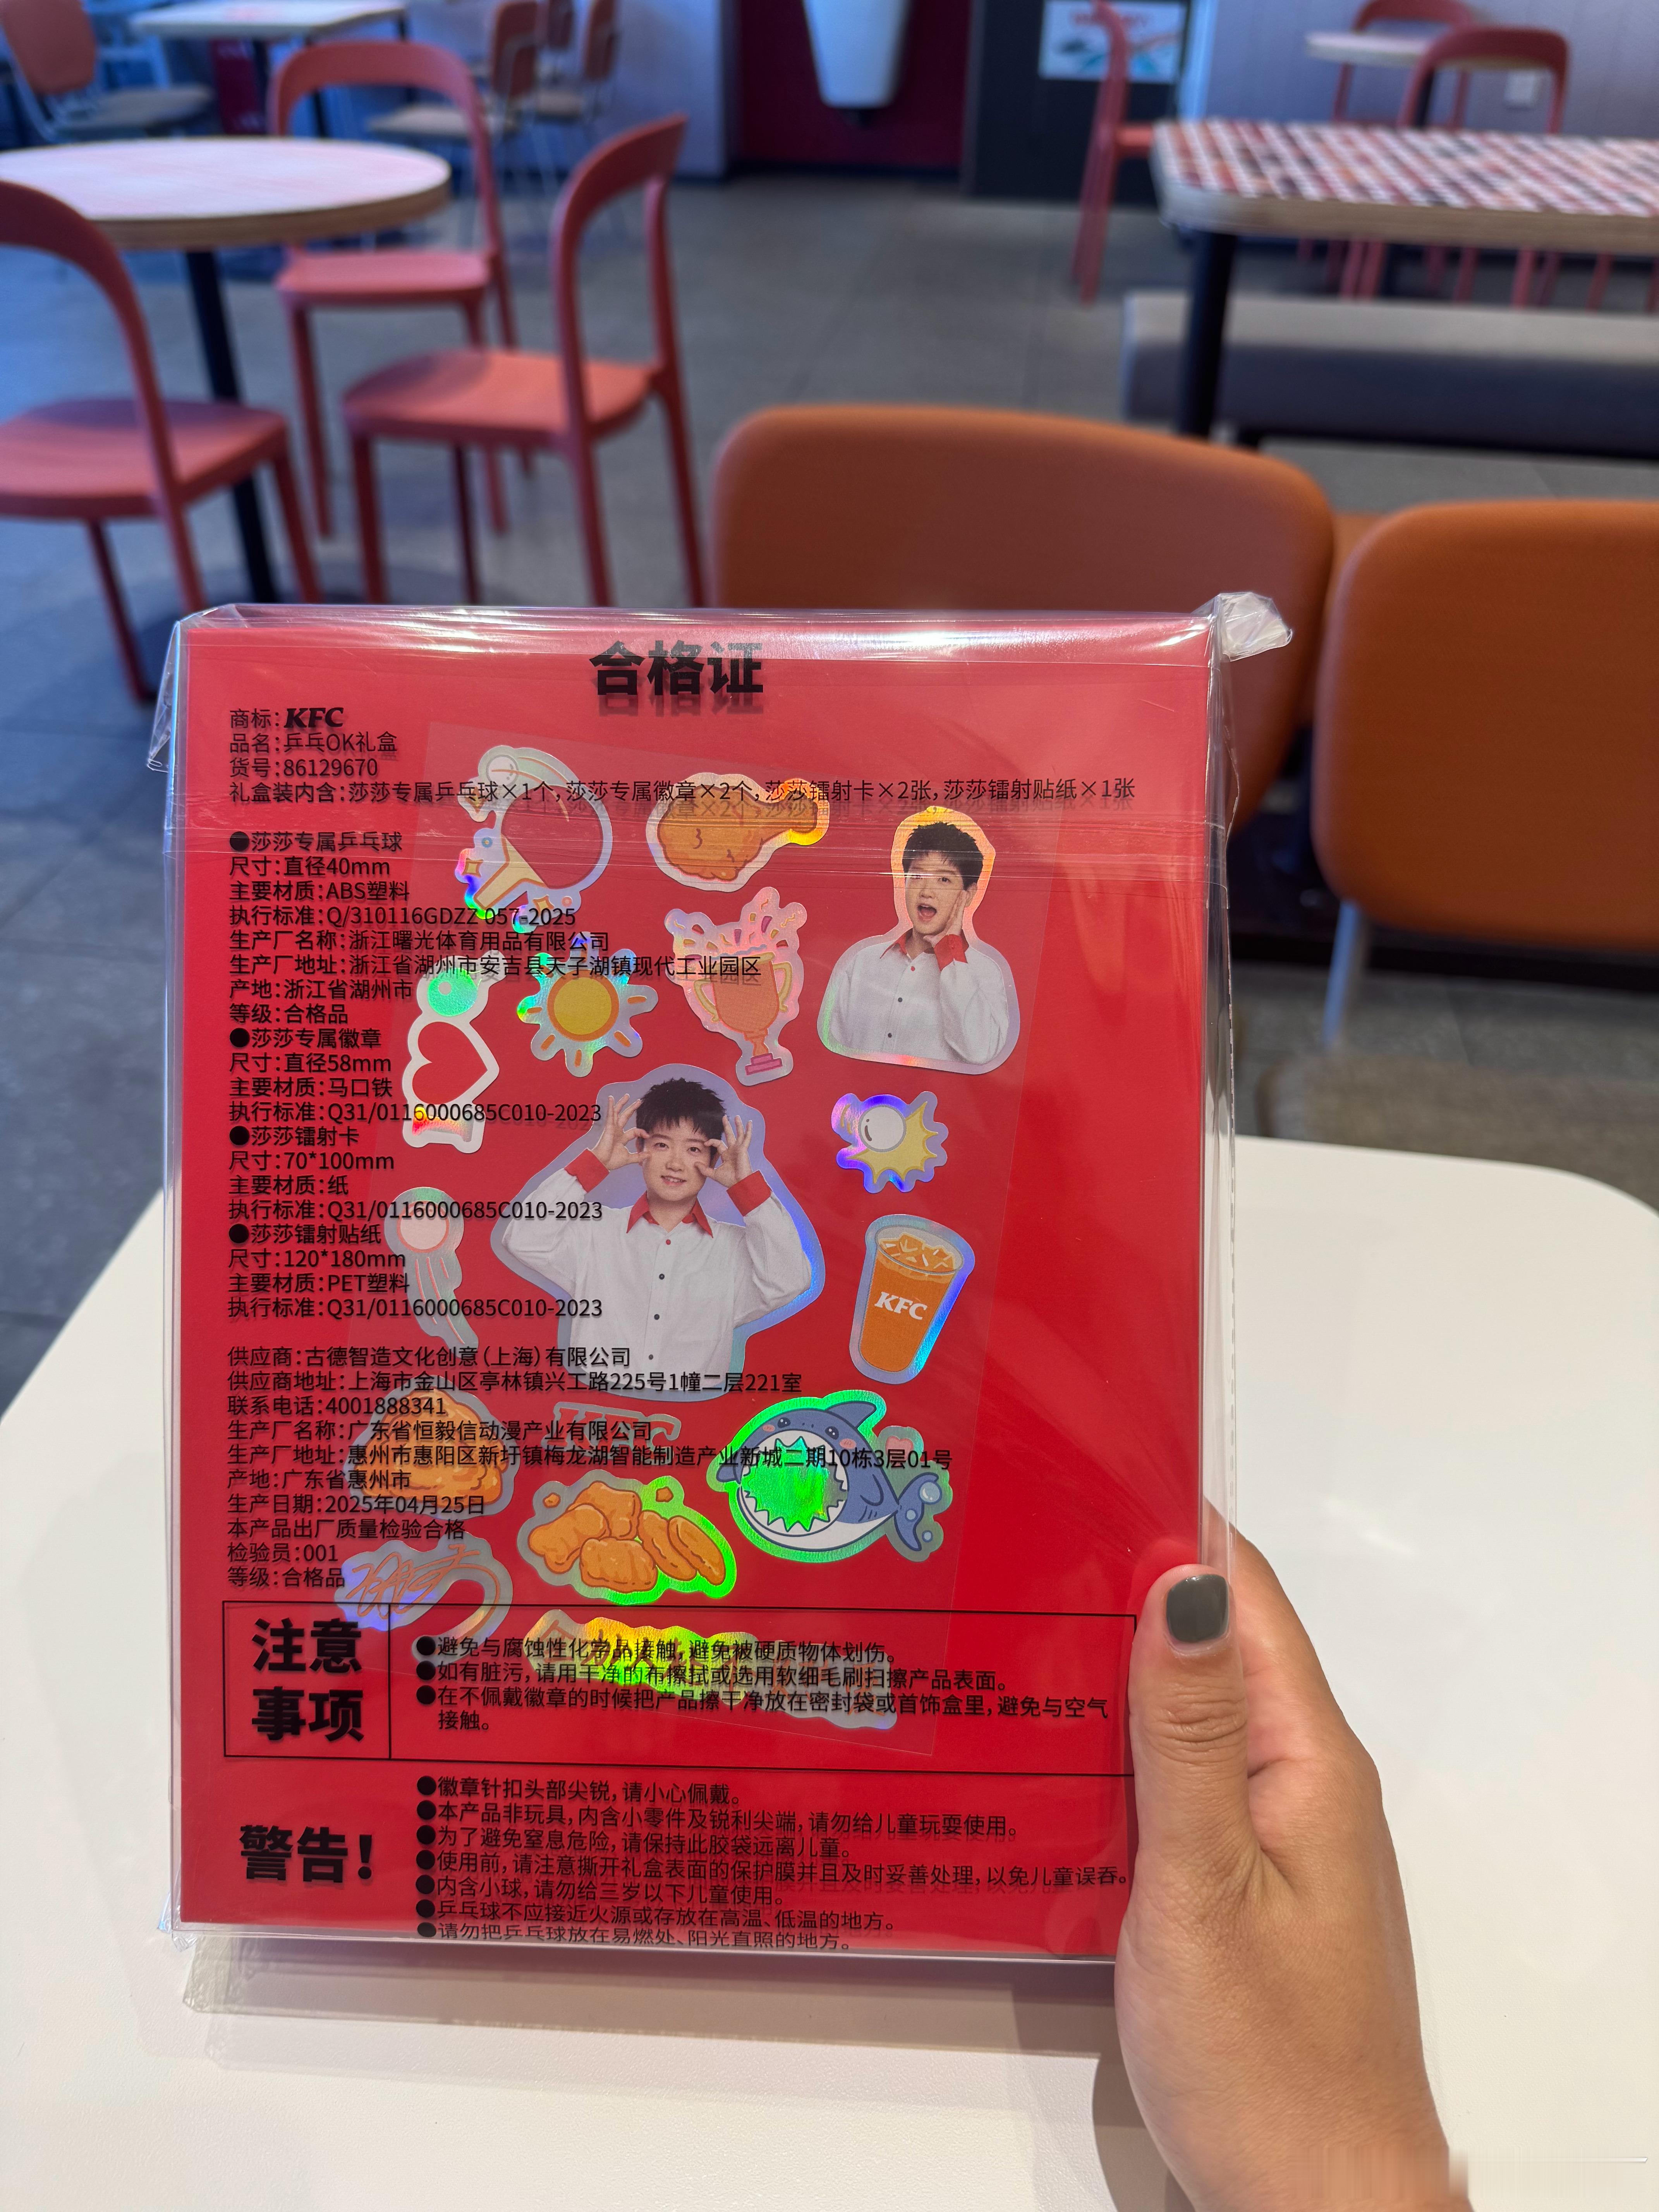 合格证
商标：KFC
品名：乒乓OK礼盒
货号：86129670
礼盒装内含：莎莎专属乒乓球×1个，莎莎专属徽章×2个，莎莎镭射卡×2张，莎莎镭射贴纸×1张
●莎莎专属乒乓球
尺寸：直径40mm
主要材质：ABS塑料
执行标准：Q/310116GDZZ 057-2025
生产厂名称：浙江曙光体育用品有限公司
生产厂地址：浙江省湖州市安吉县天子湖镇现代工业园区
产地：浙江省湖州市
等级：合格品
●莎莎专属徽章
尺寸：直径58mm
主要材质：马口铁
执行标准：Q31/0116000685C010-2023
●莎莎镭射卡
尺寸：70*100mm
主要材质：纸
执行标准：Q31/0116000685C010-2023
●莎莎镭射贴纸
尺寸：120*180mm
主要材质：PET塑料
执行标准：Q31/0116000685C010-2023
KFC
供应商：古德智造文化创意（上海）有限公司
供应商地址：上海市金山区亭林镇兴工路225号1幢二层221室
联系电话：4001888341
KFC
生产厂名称：广东省恒毅信动漫产业有限公司
生产厂地址：惠州市惠阳区新圩镇梅龙湖智能制造产业新城二期10栋3层01号
产地：广东省惠州市
生产日期：2025年04月25日
本产品出厂质量检验合格
检验员：001
等级：合格品
注意
事项
●避免与腐蚀性化学品接触，避免被硬质物体划伤。
●如有脏污，请用干净的布擦拭或选用软细毛刷扫擦产品表面。
●在不佩戴徽章的时候把产品擦干净放在密封袋或首饰盒里，避免与空气
接触。
警告！
●徽章针扣头部尖锐，请小心佩戴。
●本产品非玩具，内含小零件及锐利尖端，请勿给儿童玩耍使用。
●为了避免窒息危险，请保持此胶袋远离儿童。
●使用前，请注意撕开礼盒表面的保护膜并且及时妥善处理，以免儿童误吞。
●内含小球，请勿给三岁以下儿童使用。
●乒乓球不应接近火源或存放在高温、低温的地方。
●请勿把乒乓球放在易燃处、阳光直照的地方。